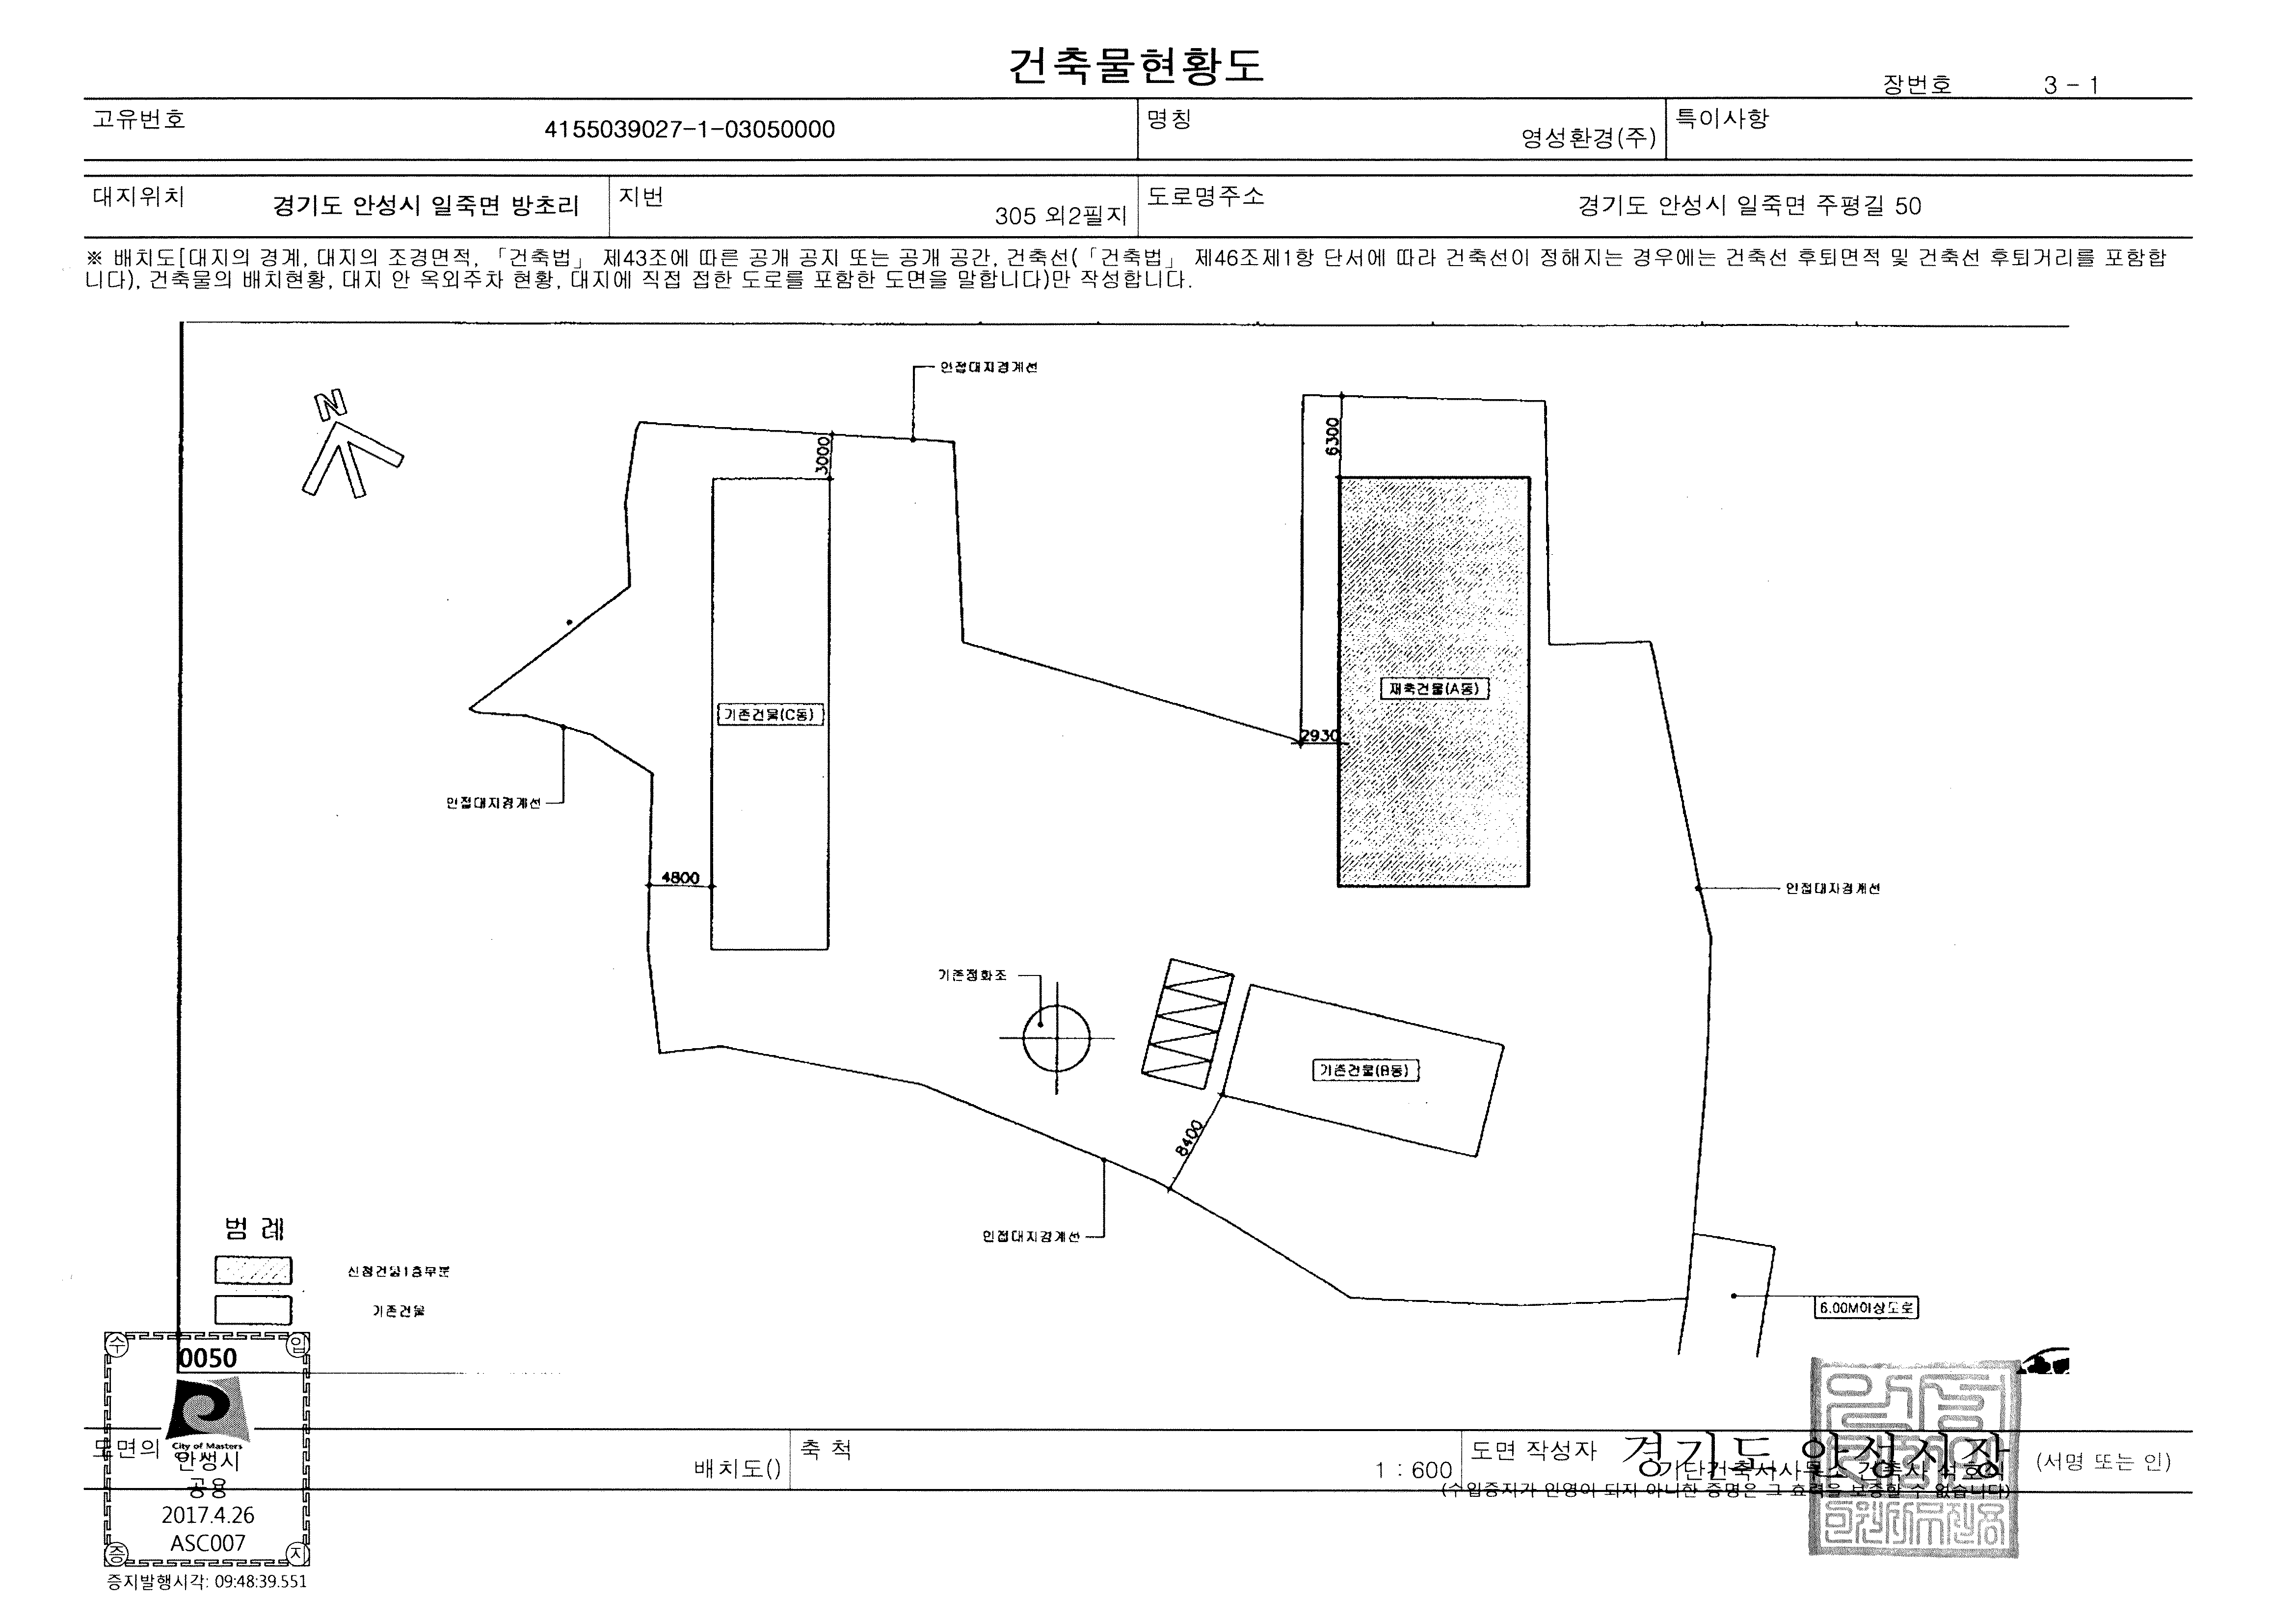 건축물현황도
장번호 3 - 1
고유번호 4155039027-1-03050000 명칭 영성환경(주) 특이사항
대지위치 경기도 안성시 일죽면 방초리 지번 305 외2필지 도로명주소 경기도 안성시 일죽면 주평길 50
※ 배치도[대지의 경계, 대지의 조경면적, 「건축법」 제43조에 따른 공개 공지 또는 공개 공간, 건축선(「건축법」 제46조제1항 단서에 따라 건축선이 정해지는 경우에는 건축선 후퇴면적 및 건축선 후퇴거리를 포함합
니다), 건축물의 배치현황, 대지 안 옥외주차 현황, 대지에 직접 접한 도로를 포함한 도면을 말합니다)만 작성합니다.
인접대지경계선
N
3000
6300
재축건물(A동)
기존건물(C동)
2930
인접대지경계선
4800
인접대지경계선
기존정화조
기존건물(B동)
8400
인접대지경계선
범 례
신청건물1층부분
기존건물
6.00M이상도로
수 입
0050
City of Masters
안성시
공용
2017.4.26
ASC007
증 지
증지발행시각: 09:48:39.551
배치도() 축 척 1 : 600 도면 작성자 경기도 안성시장 (서명 또는 인)
(수입증지가 인영이 되지 아니한 증명은 그 효력을 보증할 수 없습니다)